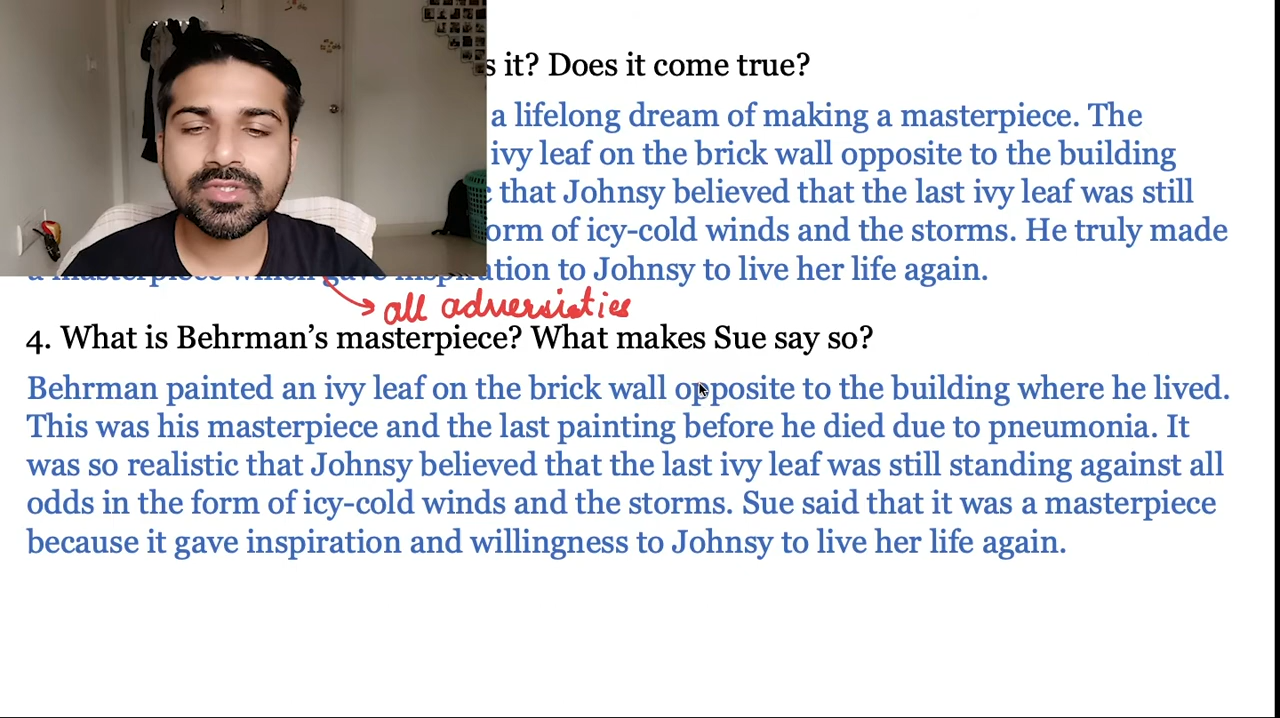 s it? Does it come true?
a lifelong dream of making a masterpiece. The
ivy leaf on the brick wall opposite to the building
that Johnsy believed that the last ivy leaf was still
orm of icy-cold winds and the storms. He truly made
a masterpiece which gave inspiration to Johnsy to live her life again.
all adversisties
4. What is Behrman's masterpiece? What makes Sue say so?
Behrman painted an ivy leaf on the brick wall opposite to the building where he lived.
This was his masterpiece and the last painting before he died due to pneumonia. It
was so realistic that Johnsy believed that the last ivy leaf was still standing against all
odds in the form of icy-cold winds and the storms. Sue said that it was a masterpiece
because it gave inspiration and willingness to Johnsy to live her life again.